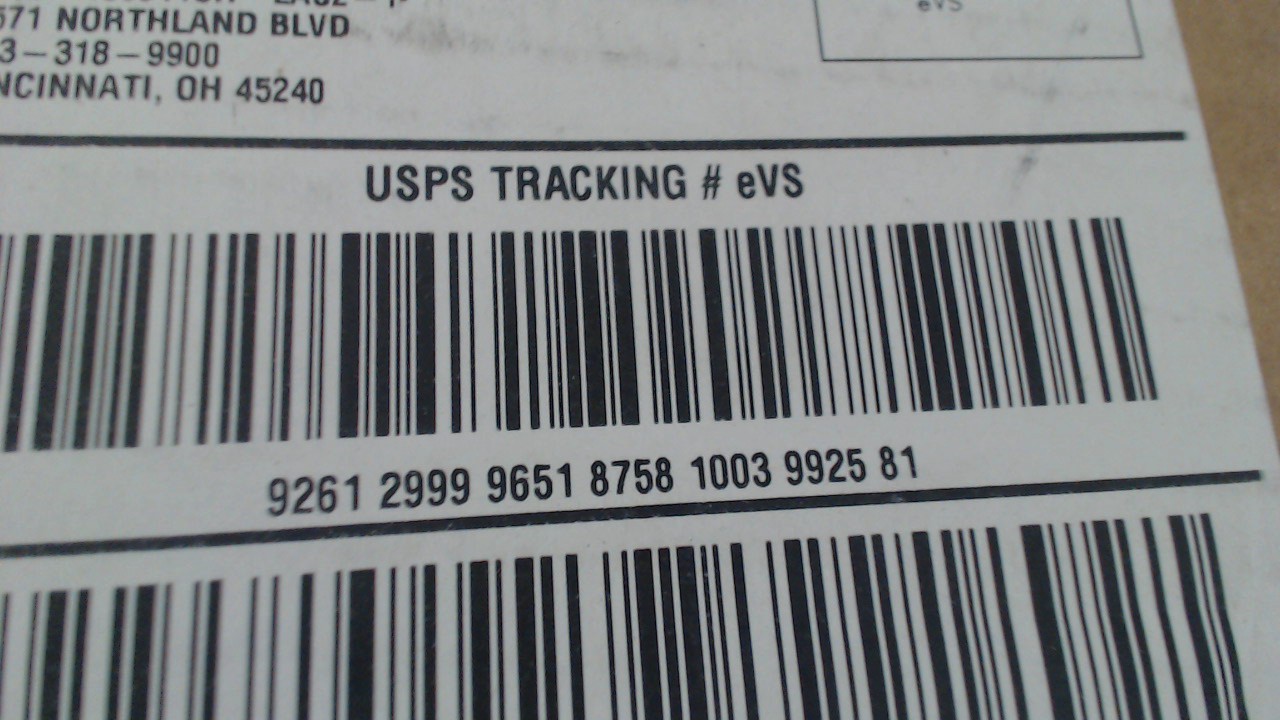 eVS
571 NORTHLAND BLVD
3-318-9900
NCINNATI, OH 45240
USPS TRACKING # eVS
9261 2999 9651 8758 1003 9925 81